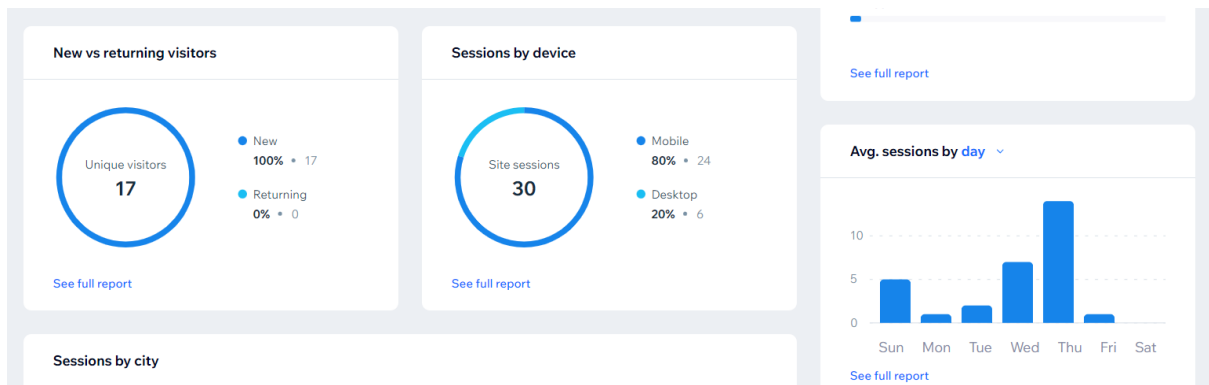 New vs returning visitors
Unique visitors
17
New
100% • 17
Returning
0% • 0
See full report
Sessions by device
Site sessions
30
Mobile
80% • 24
Desktop
20% • 6
See full report
Sessions by city
See full report
Avg. sessions by day
10
5
0
Sun Mon Tue Wed Thu Fri Sat
See full report